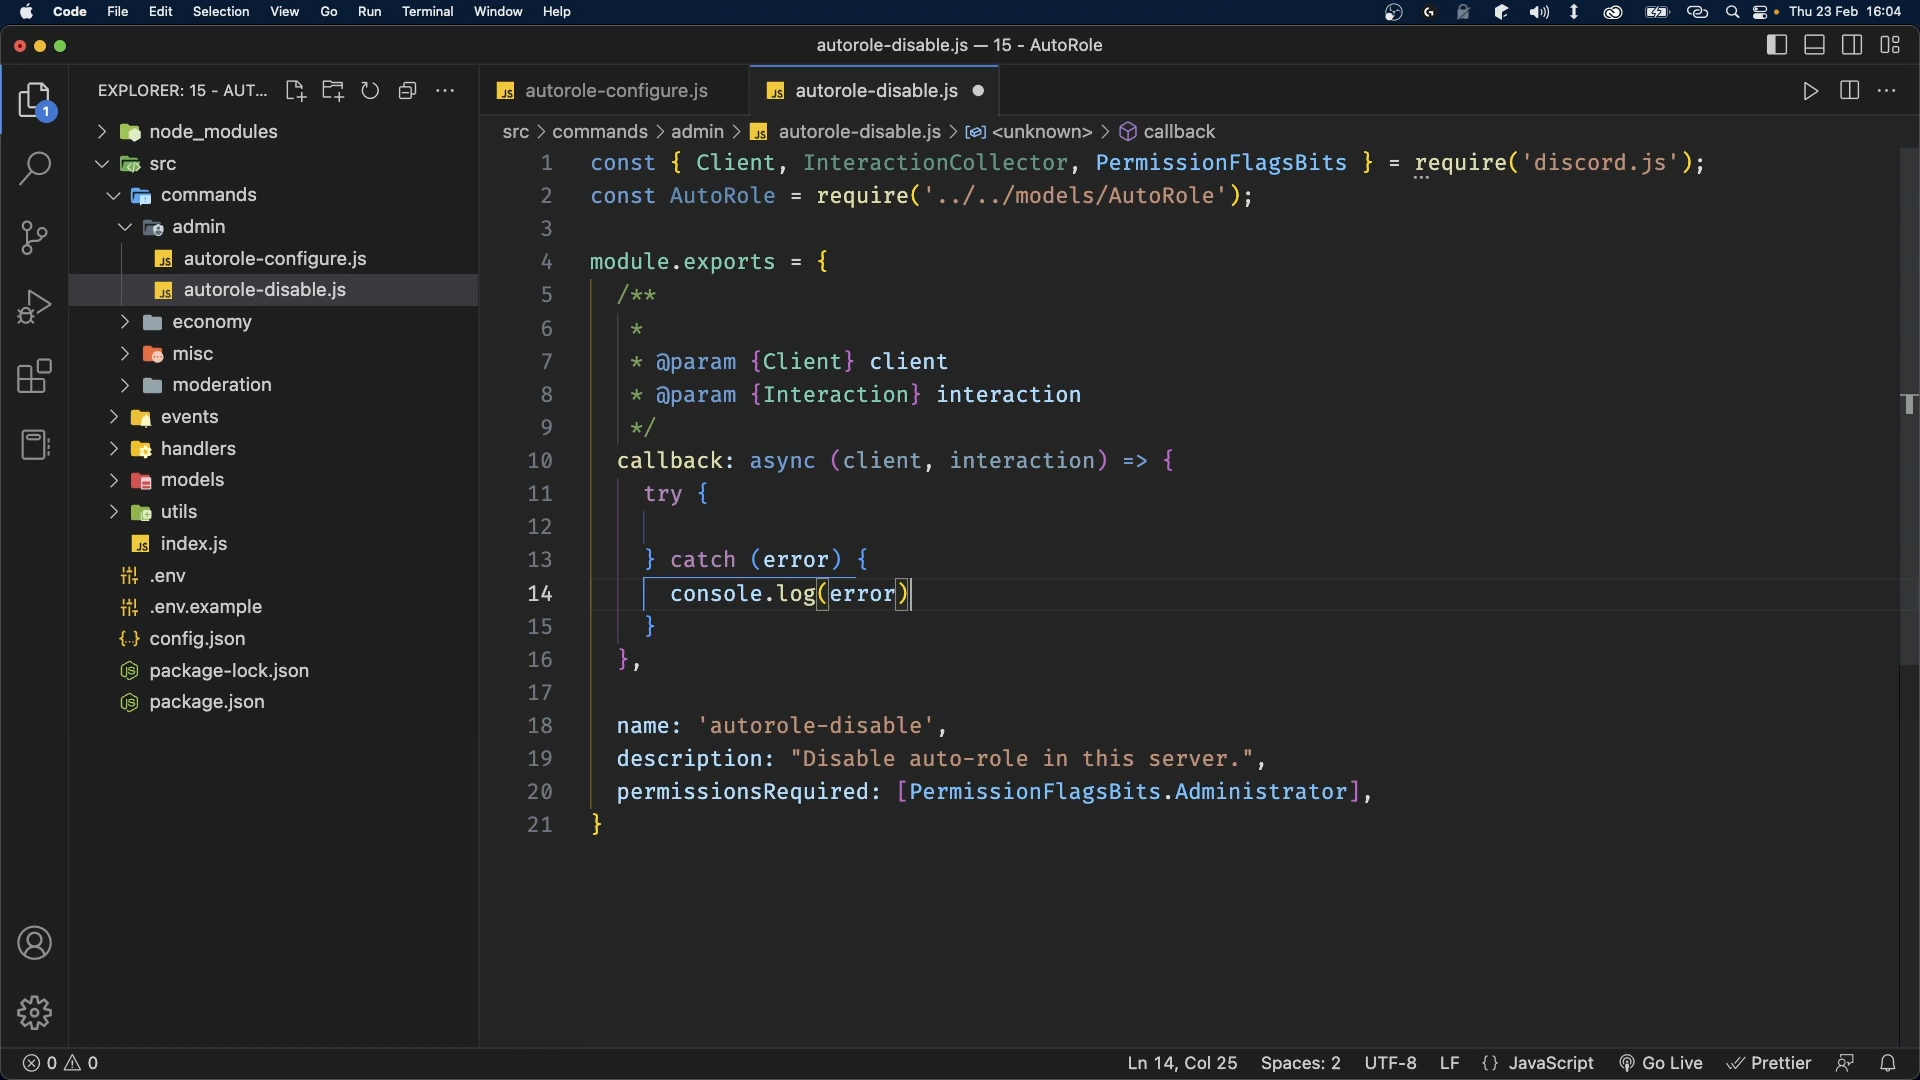 Code File Edit Selection View Go Run Terminal Window Help
Thu 23 Feb 16:04
autorole-disable.js — 15 - AutoRole
EXPLORER: 15 - AUT...
node_modules
src
commands
admin
autorole-configure.js
autorole-disable.js
economy
misc
moderation
events
handlers
models
utils
index.js
.env
.env.example
config.json
package-lock.json
package.json
1
autorole-configure.js
autorole-disable.js
src > commands > admin > autorole-disable.js > <unknown> > callback
1 const { Client, InteractionCollector, PermissionFlagsBits } = require('discord.js');
2 const AutoRole = require('../../models/AutoRole');
3
4 module.exports = {
5 /**
6 *
7 * @param {Client} client
8 * @param {Interaction} interaction
9 */
10 callback: async (client, interaction) => {
11 try {
12
13 } catch (error) {
14 console.log(error)
15 }
16 },
17
18 name: 'autorole-disable',
19 description: "Disable auto-role in this server.",
20 permissionsRequired: [PermissionFlagsBits.Administrator],
21 }
0 0
Ln 14, Col 25 Spaces: 2 UTF-8 LF {} JavaScript Go Live Prettier